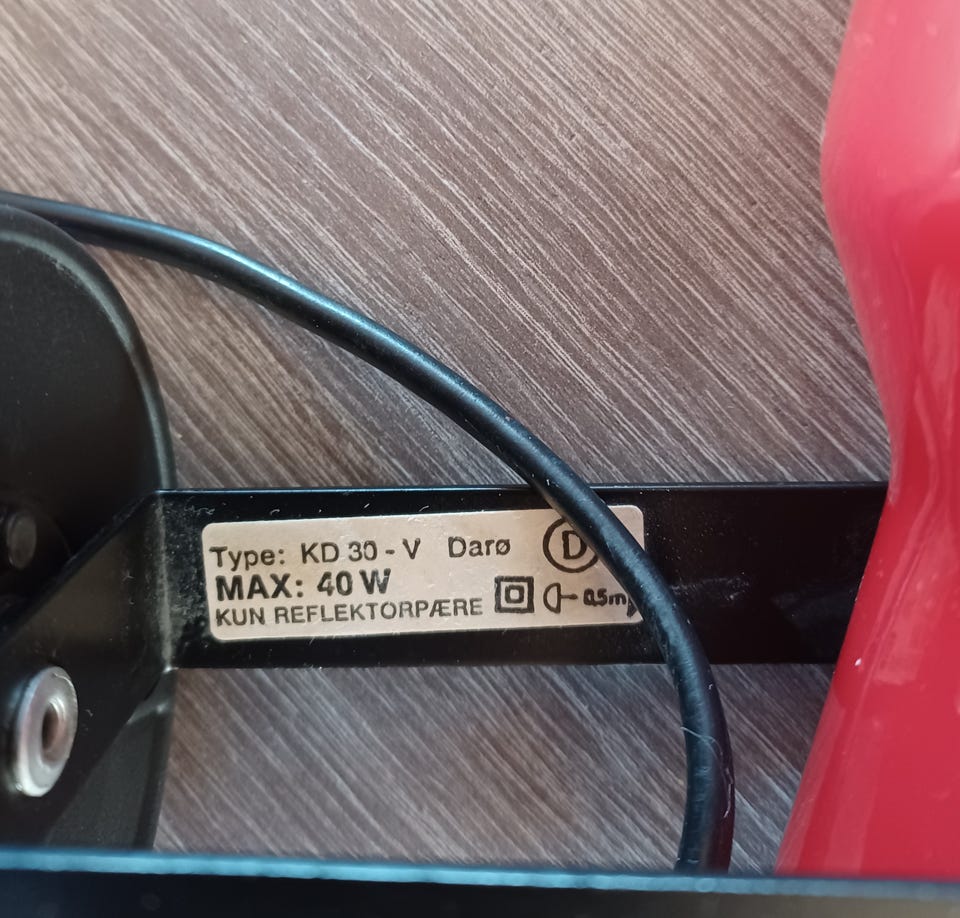 Type: KD 30 - V Darø D
MAX: 40 W
KUN REFLEKTORPÆRE 0.5m